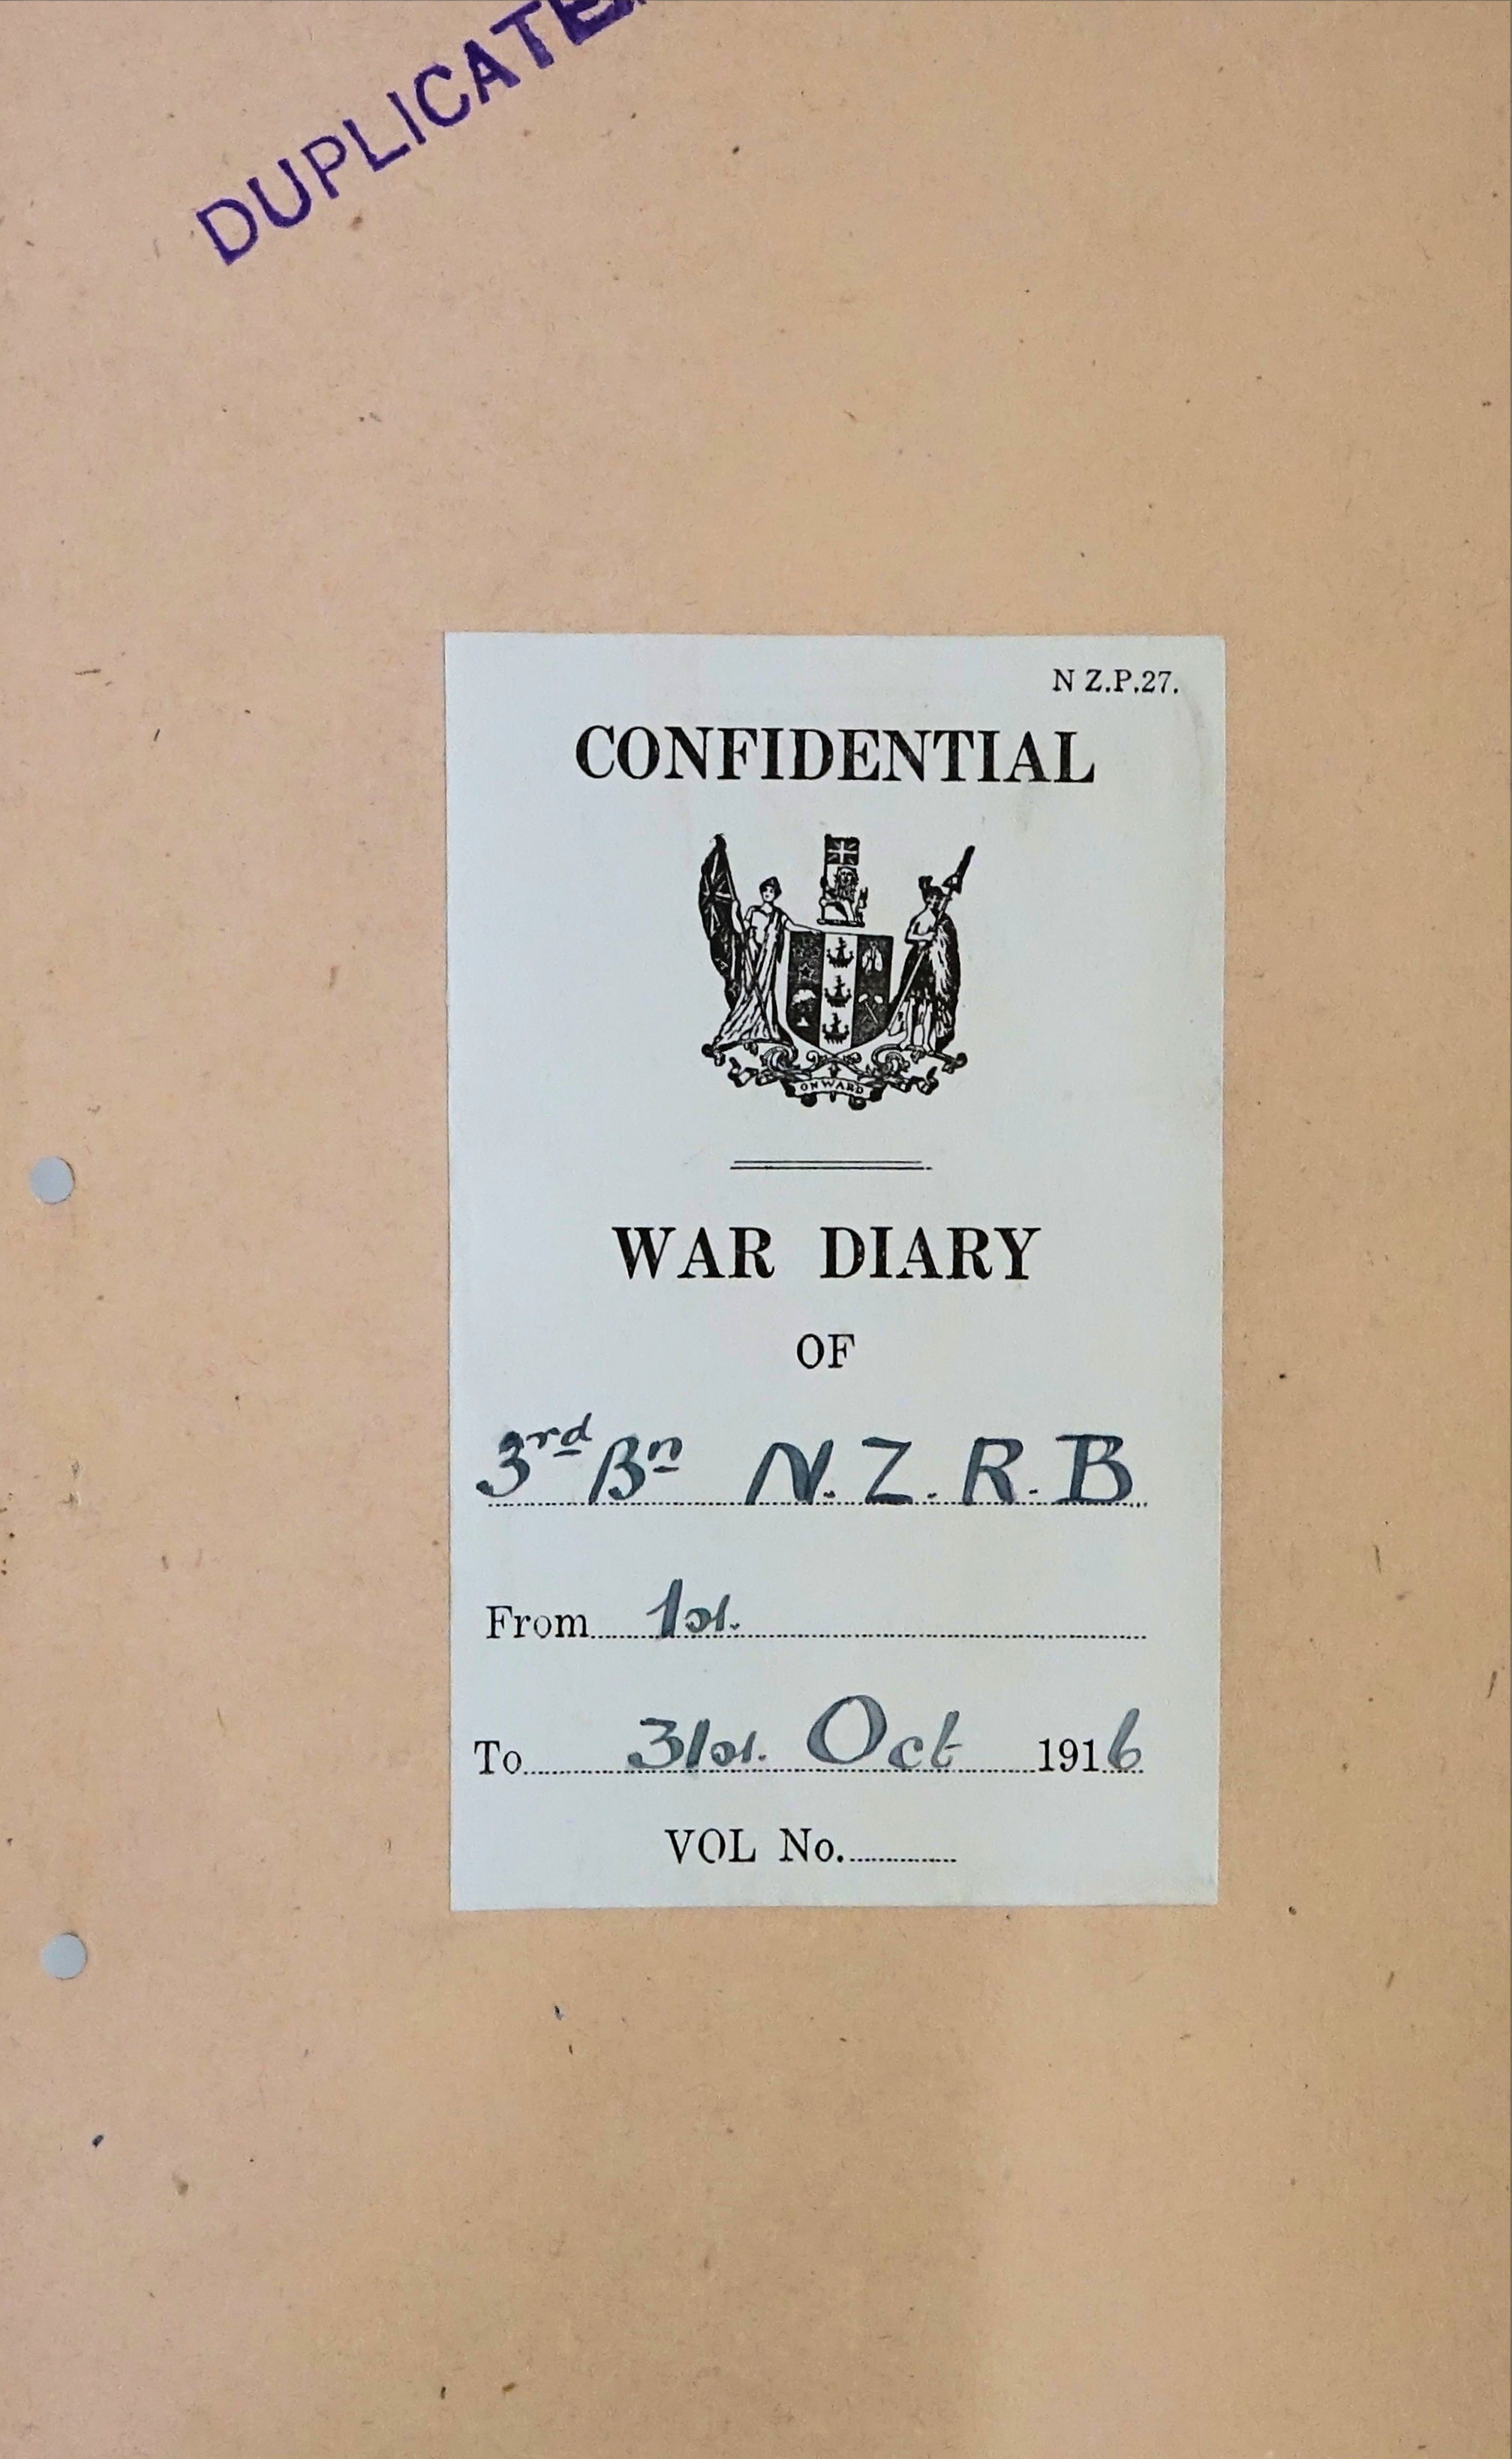 DUPLICATE
N Z.P.27.
CONFIDENTIAL
ONWARD
WAR DIARY
OF
3rd Bn N.Z.R.B
From 1st.
To 31st. Oct 1916
VOL No.